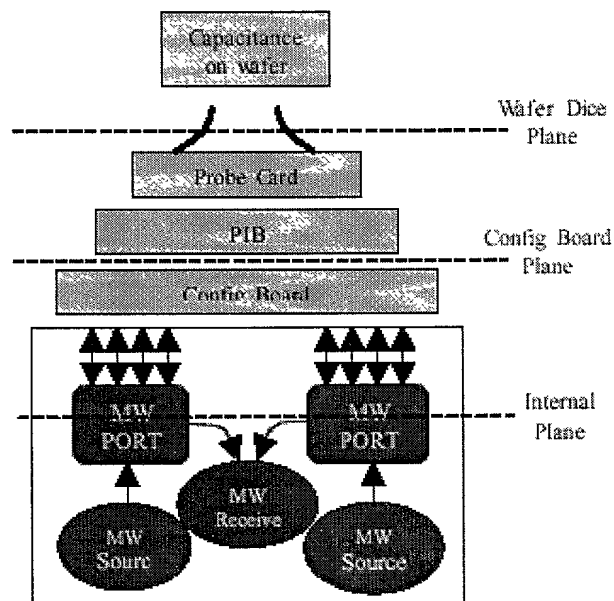 Capacitance
on wafer
Wafer Dice
Plane
Probe Card
PIB
Config Board
Plane
Config Board
MW
PORT
MW
PORT
Internal
Plane
MW
Receive
MW
Sourc
MW
Source